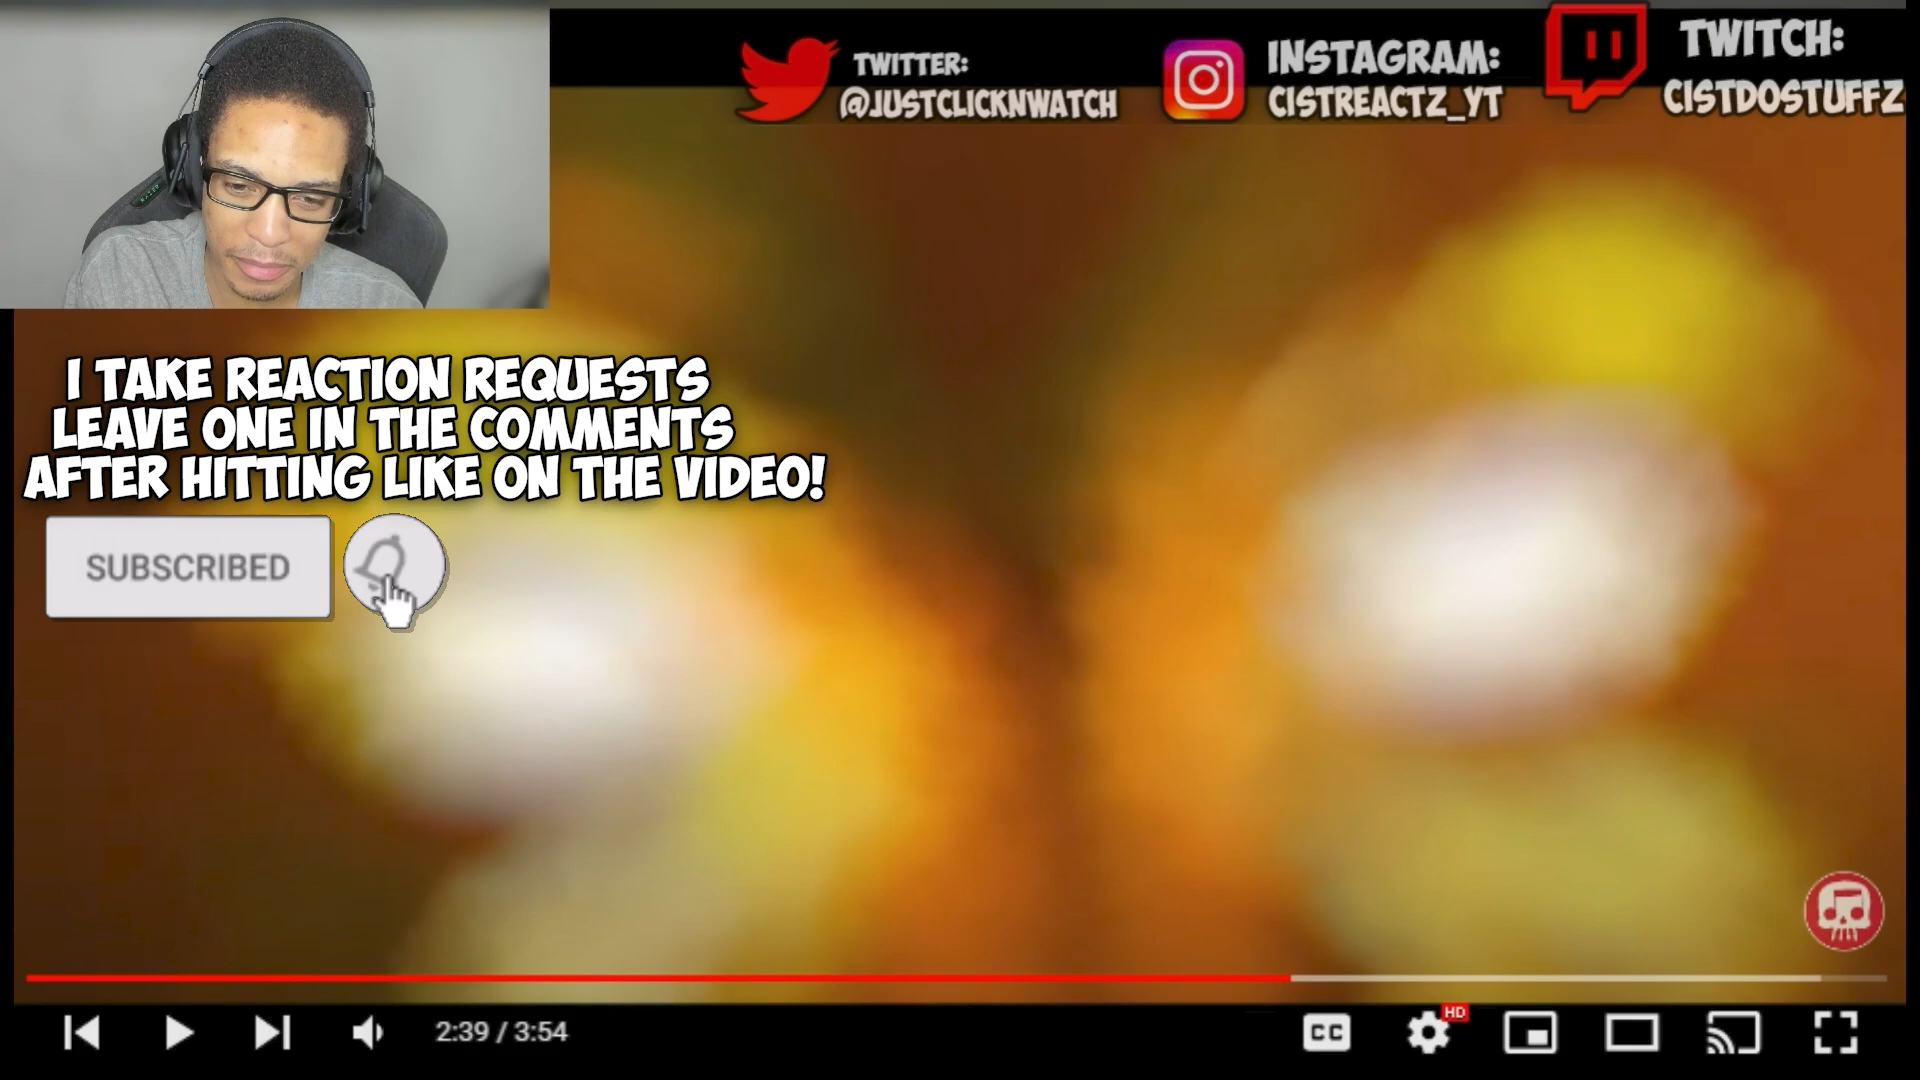 TWITTER:
@JUSTCLICKNWATCH
INSTAGRAM:
CISTREACTZ_YT
TWITCH:
CISTDOSTUFFZ
I TAKE REACTION REQUESTS
LEAVE ONE IN THE COMMENTS
AFTER HITTING LIKE ON THE VIDEO!
SUBSCRIBED
2:39 / 3:54
CC
HD